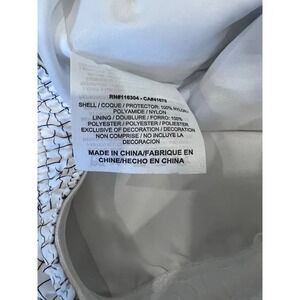 RN#116304 - CA#41979
SHELL / COQUE / PROTECTOR: 100% NYLON /
POLYAMIDE / NYLON
LINING / DOUBLURE / FORRO: 100%
POLYESTER / POLYESTER / POLIESTER
EXCLUSIVE OF DECORATION / DECORATION
NON COMPRISE / NO INCLUYE LA
DECORACION
MADE IN CHINA/FABRIQUE EN
CHINE/HECHO EN CHINA